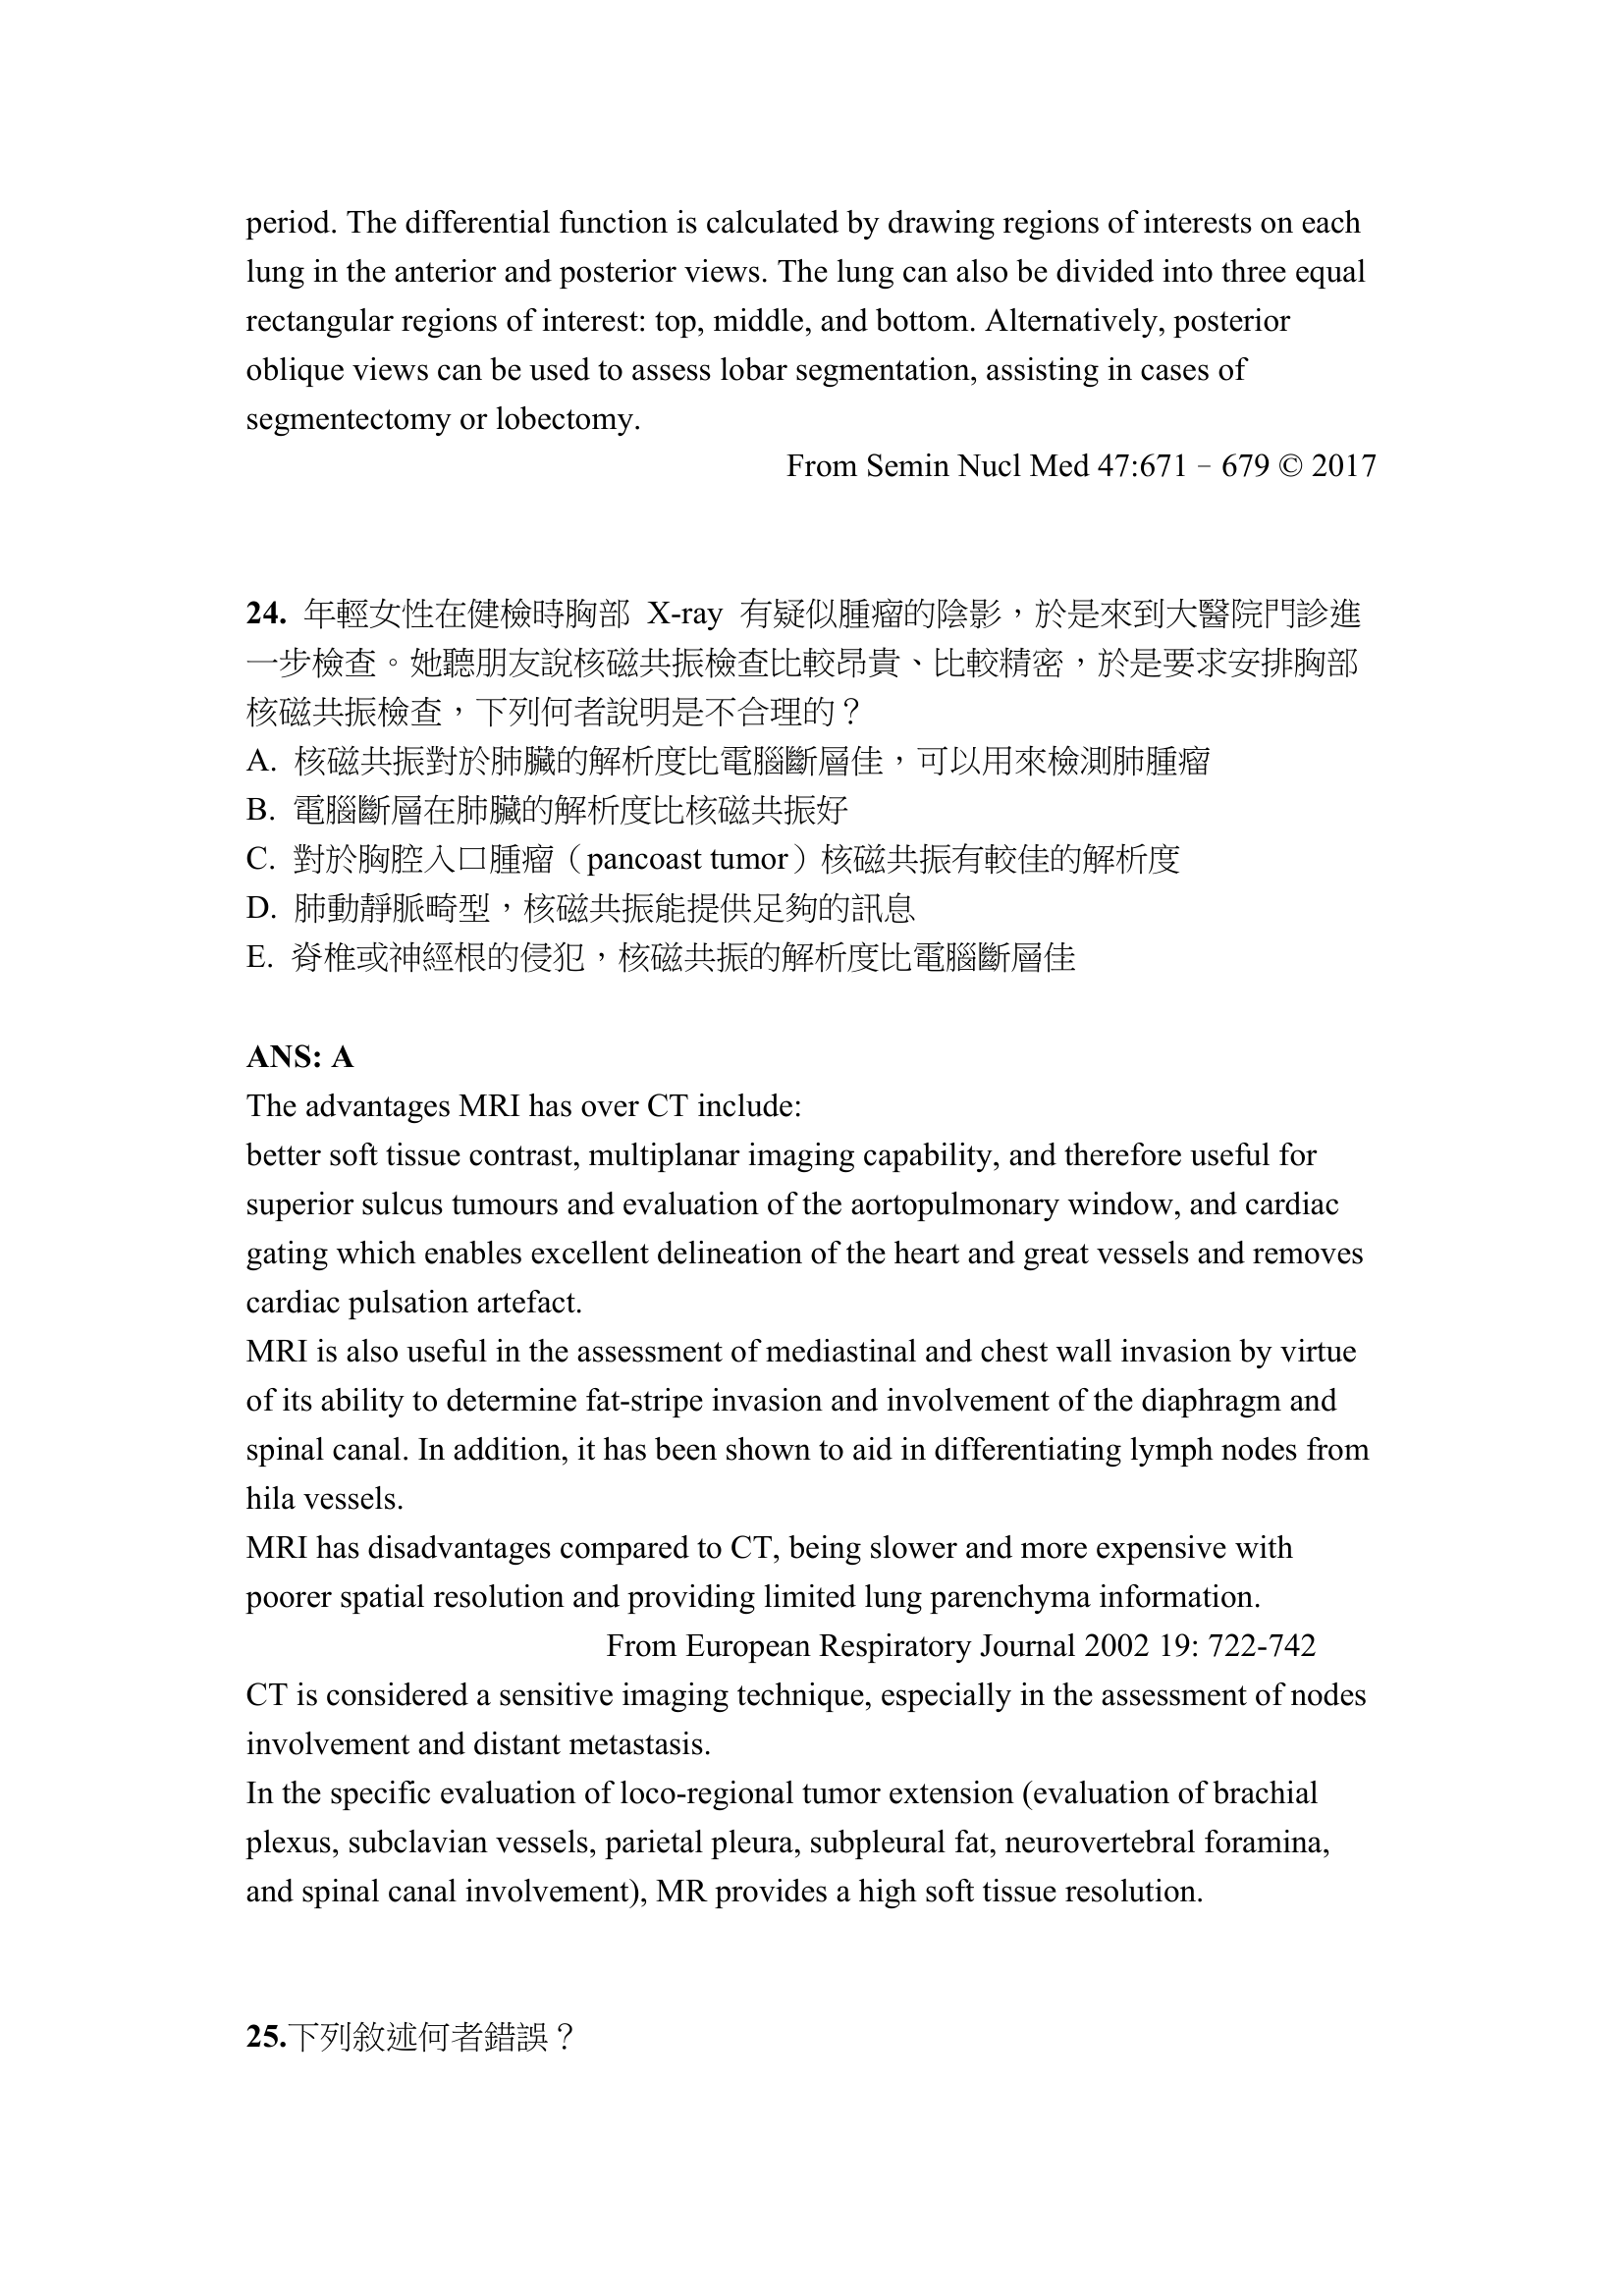 period. The differential function is calculated by drawing regions of interests on each
lung in the anterior and posterior views. The lung can also be divided into three equal
rectangular regions of interest: top, middle, and bottom. Alternatively, posterior
oblique views can be used to assess lobar segmentation, assisting in cases of
segmentectomy or lobectomy.
From Semin Nucl Med 47:671–679 © 2017
24. 年輕女性在健檢時胸部 X-ray 有疑似腫瘤的陰影，於是來到大醫院門診進
一步檢查。她聽朋友說核磁共振檢查比較昂貴、比較精密，於是要求安排胸部
核磁共振檢查，下列何者說明是不合理的？
A. 核磁共振對於肺臟的解析度比電腦斷層佳，可以用來檢測肺腫瘤
B. 電腦斷層在肺臟的解析度比核磁共振好
C. 對於胸腔入口腫瘤（pancoast tumor）核磁共振有較佳的解析度
D. 肺動靜脈畸型，核磁共振能提供足夠的訊息
E. 脊椎或神經根的侵犯，核磁共振的解析度比電腦斷層佳
ANS: A
The advantages MRI has over CT include:
better soft tissue contrast, multiplanar imaging capability, and therefore useful for
superior sulcus tumours and evaluation of the aortopulmonary window, and cardiac
gating which enables excellent delineation of the heart and great vessels and removes
cardiac pulsation artefact.
MRI is also useful in the assessment of mediastinal and chest wall invasion by virtue
of its ability to determine fat-stripe invasion and involvement of the diaphragm and
spinal canal. In addition, it has been shown to aid in differentiating lymph nodes from
hila vessels.
MRI has disadvantages compared to CT, being slower and more expensive with
poorer spatial resolution and providing limited lung parenchyma information.
From European Respiratory Journal 2002 19: 722-742
CT is considered a sensitive imaging technique, especially in the assessment of nodes
involvement and distant metastasis.
In the specific evaluation of loco-regional tumor extension (evaluation of brachial
plexus, subclavian vessels, parietal pleura, subpleural fat, neurovertebral foramina,
and spinal canal involvement), MR provides a high soft tissue resolution.
25.下列敘述何者錯誤？